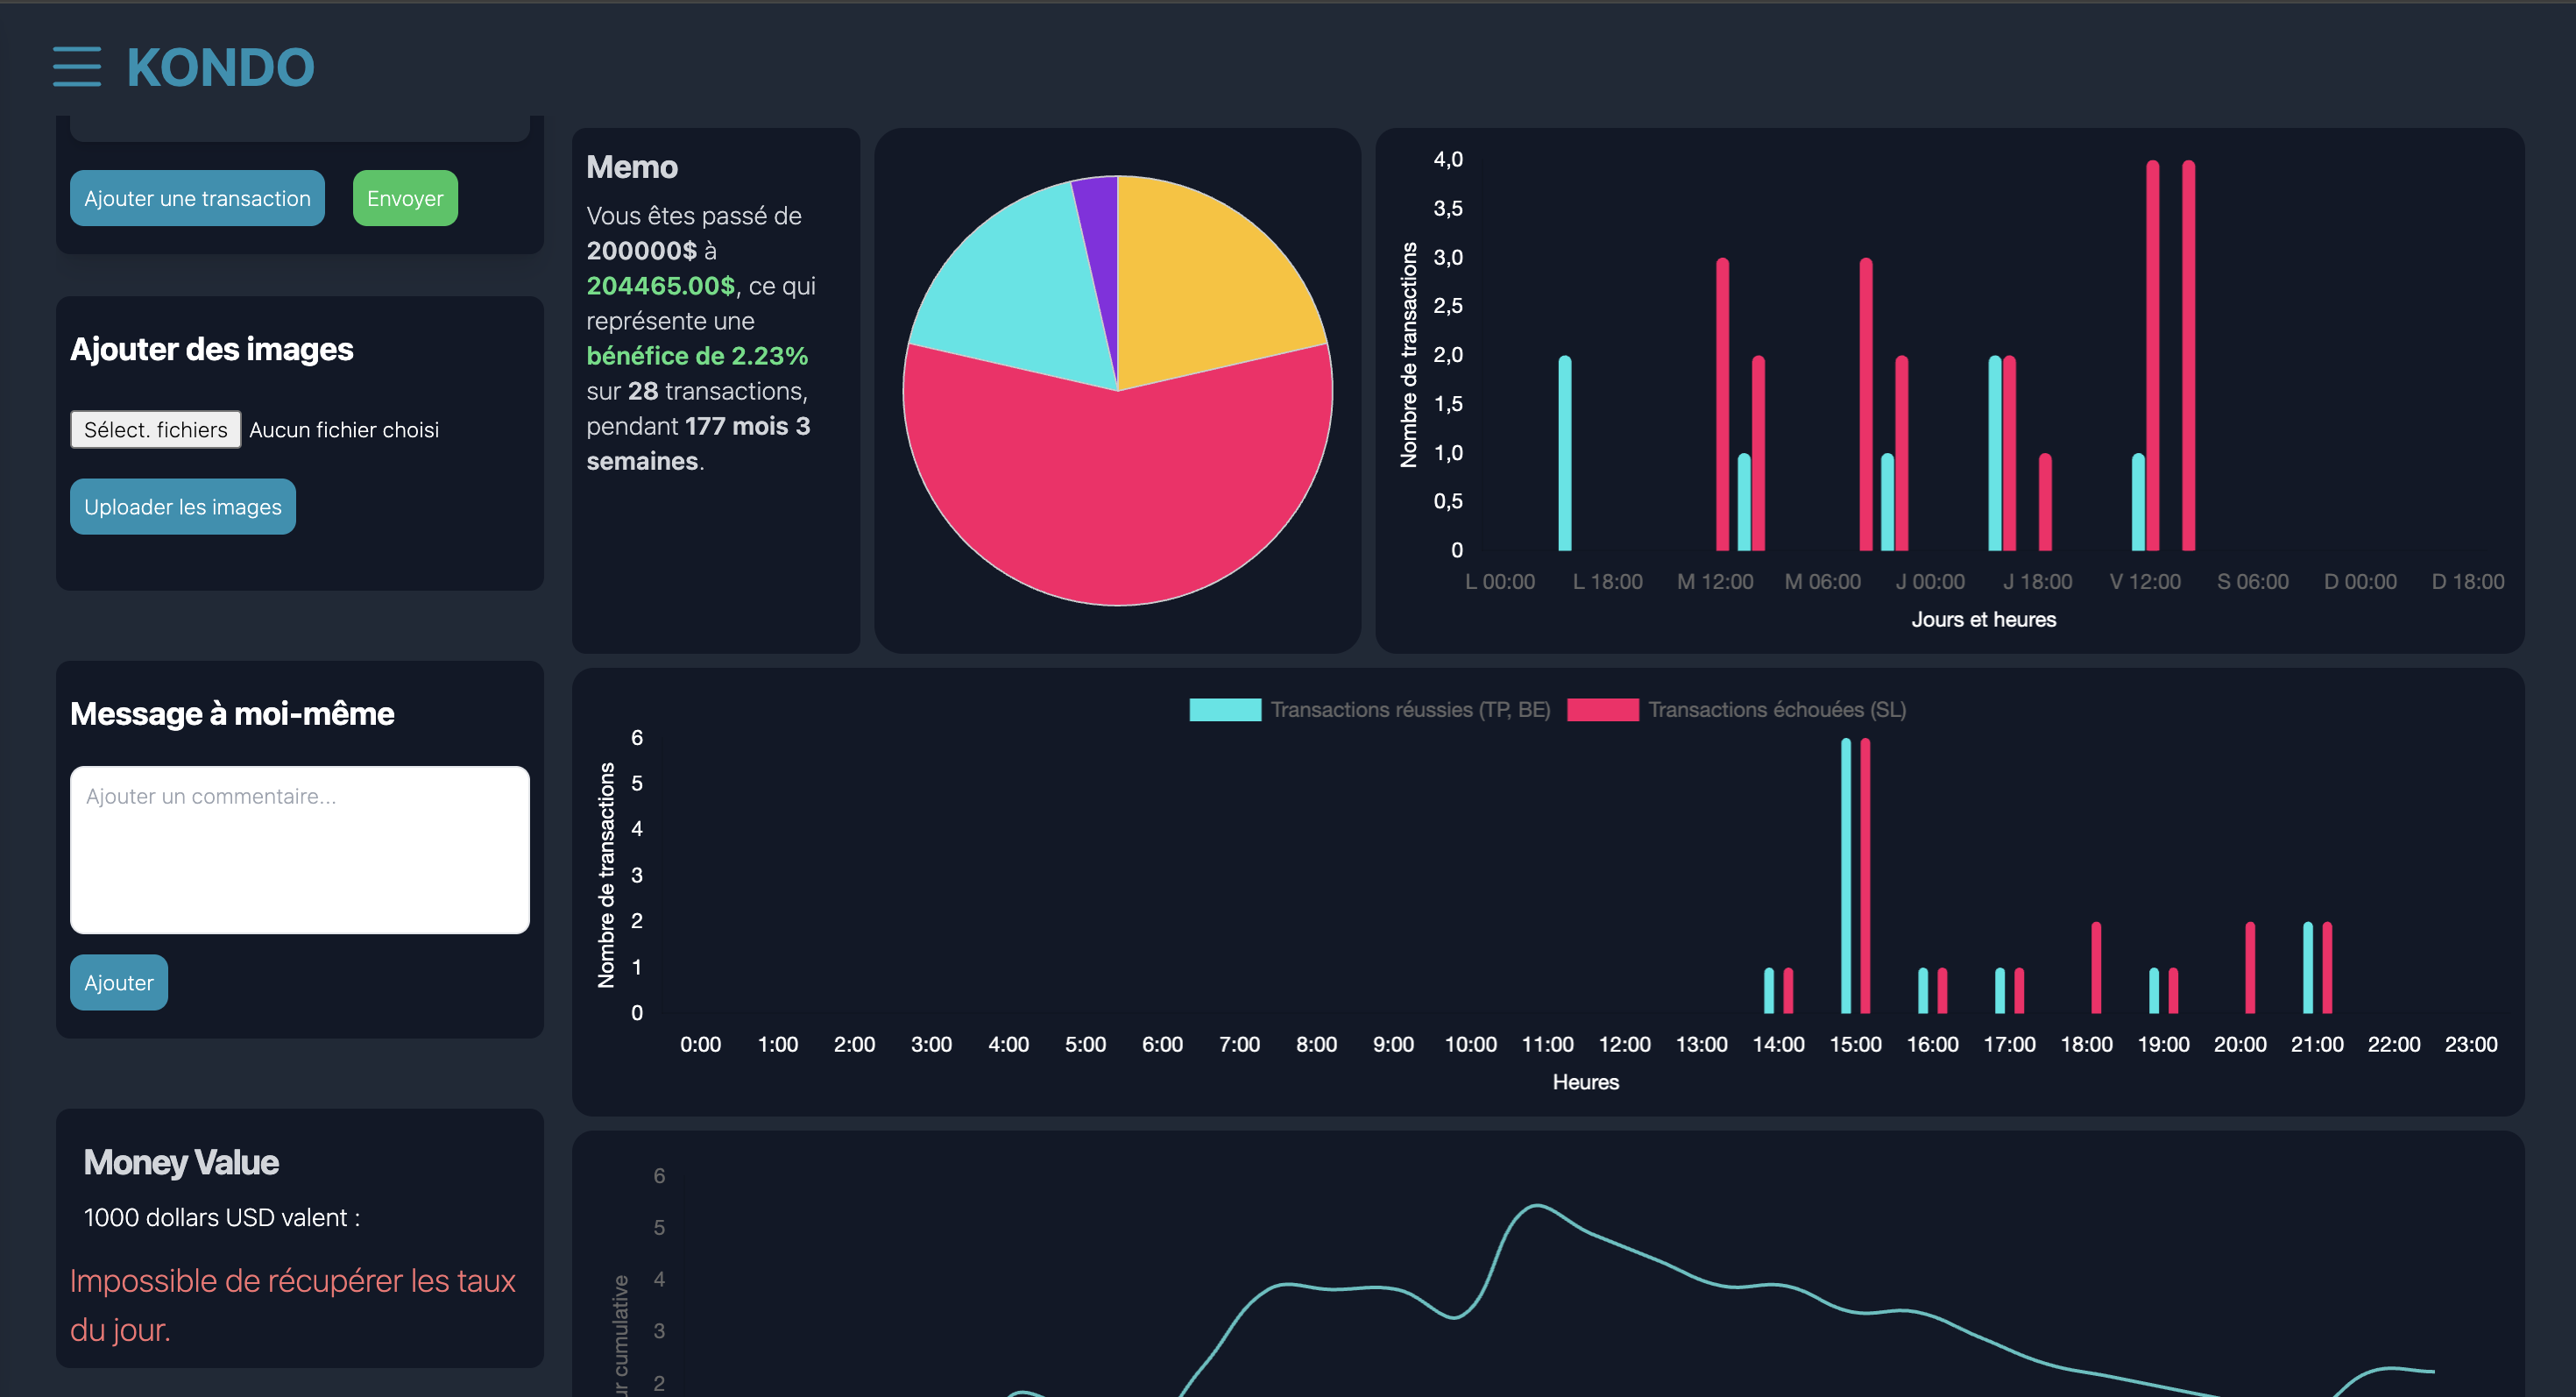 KONDO
Ajouter une transaction
Envoyer
Ajouter des images
Sélect. fichiers Aucun fichier choisi
Uploader les images
Message à moi-même
Ajouter un commentaire...
Ajouter
Money Value
1000 dollars USD valent :
Impossible de récupérer les taux
du jour.
Memo
Vous êtes passé de
200000$ à
204465.00$, ce qui
représente une
bénéfice de 2.23%
sur 28 transactions,
pendant 177 mois 3
semaines.
Nombre de transactions
4,0
3,5
3,0
2,5
2,0
1,5
1,0
0,5
0
L 00:00 L 18:00 M 12:00 M 06:00 J 00:00 J 18:00 V 12:00 S 06:00 D 00:00 D 18:00
Jours et heures
Transactions réussies (TP, BE) Transactions échouées (SL)
Nombre de transactions
6
5
4
3
2
1
0
0:00 1:00 2:00 3:00 4:00 5:00 6:00 7:00 8:00 9:00 10:00 11:00 12:00 13:00 14:00 15:00 16:00 17:00 18:00 19:00 20:00 21:00 22:00 23:00
Heures
cumulative
6
5
4
3
2